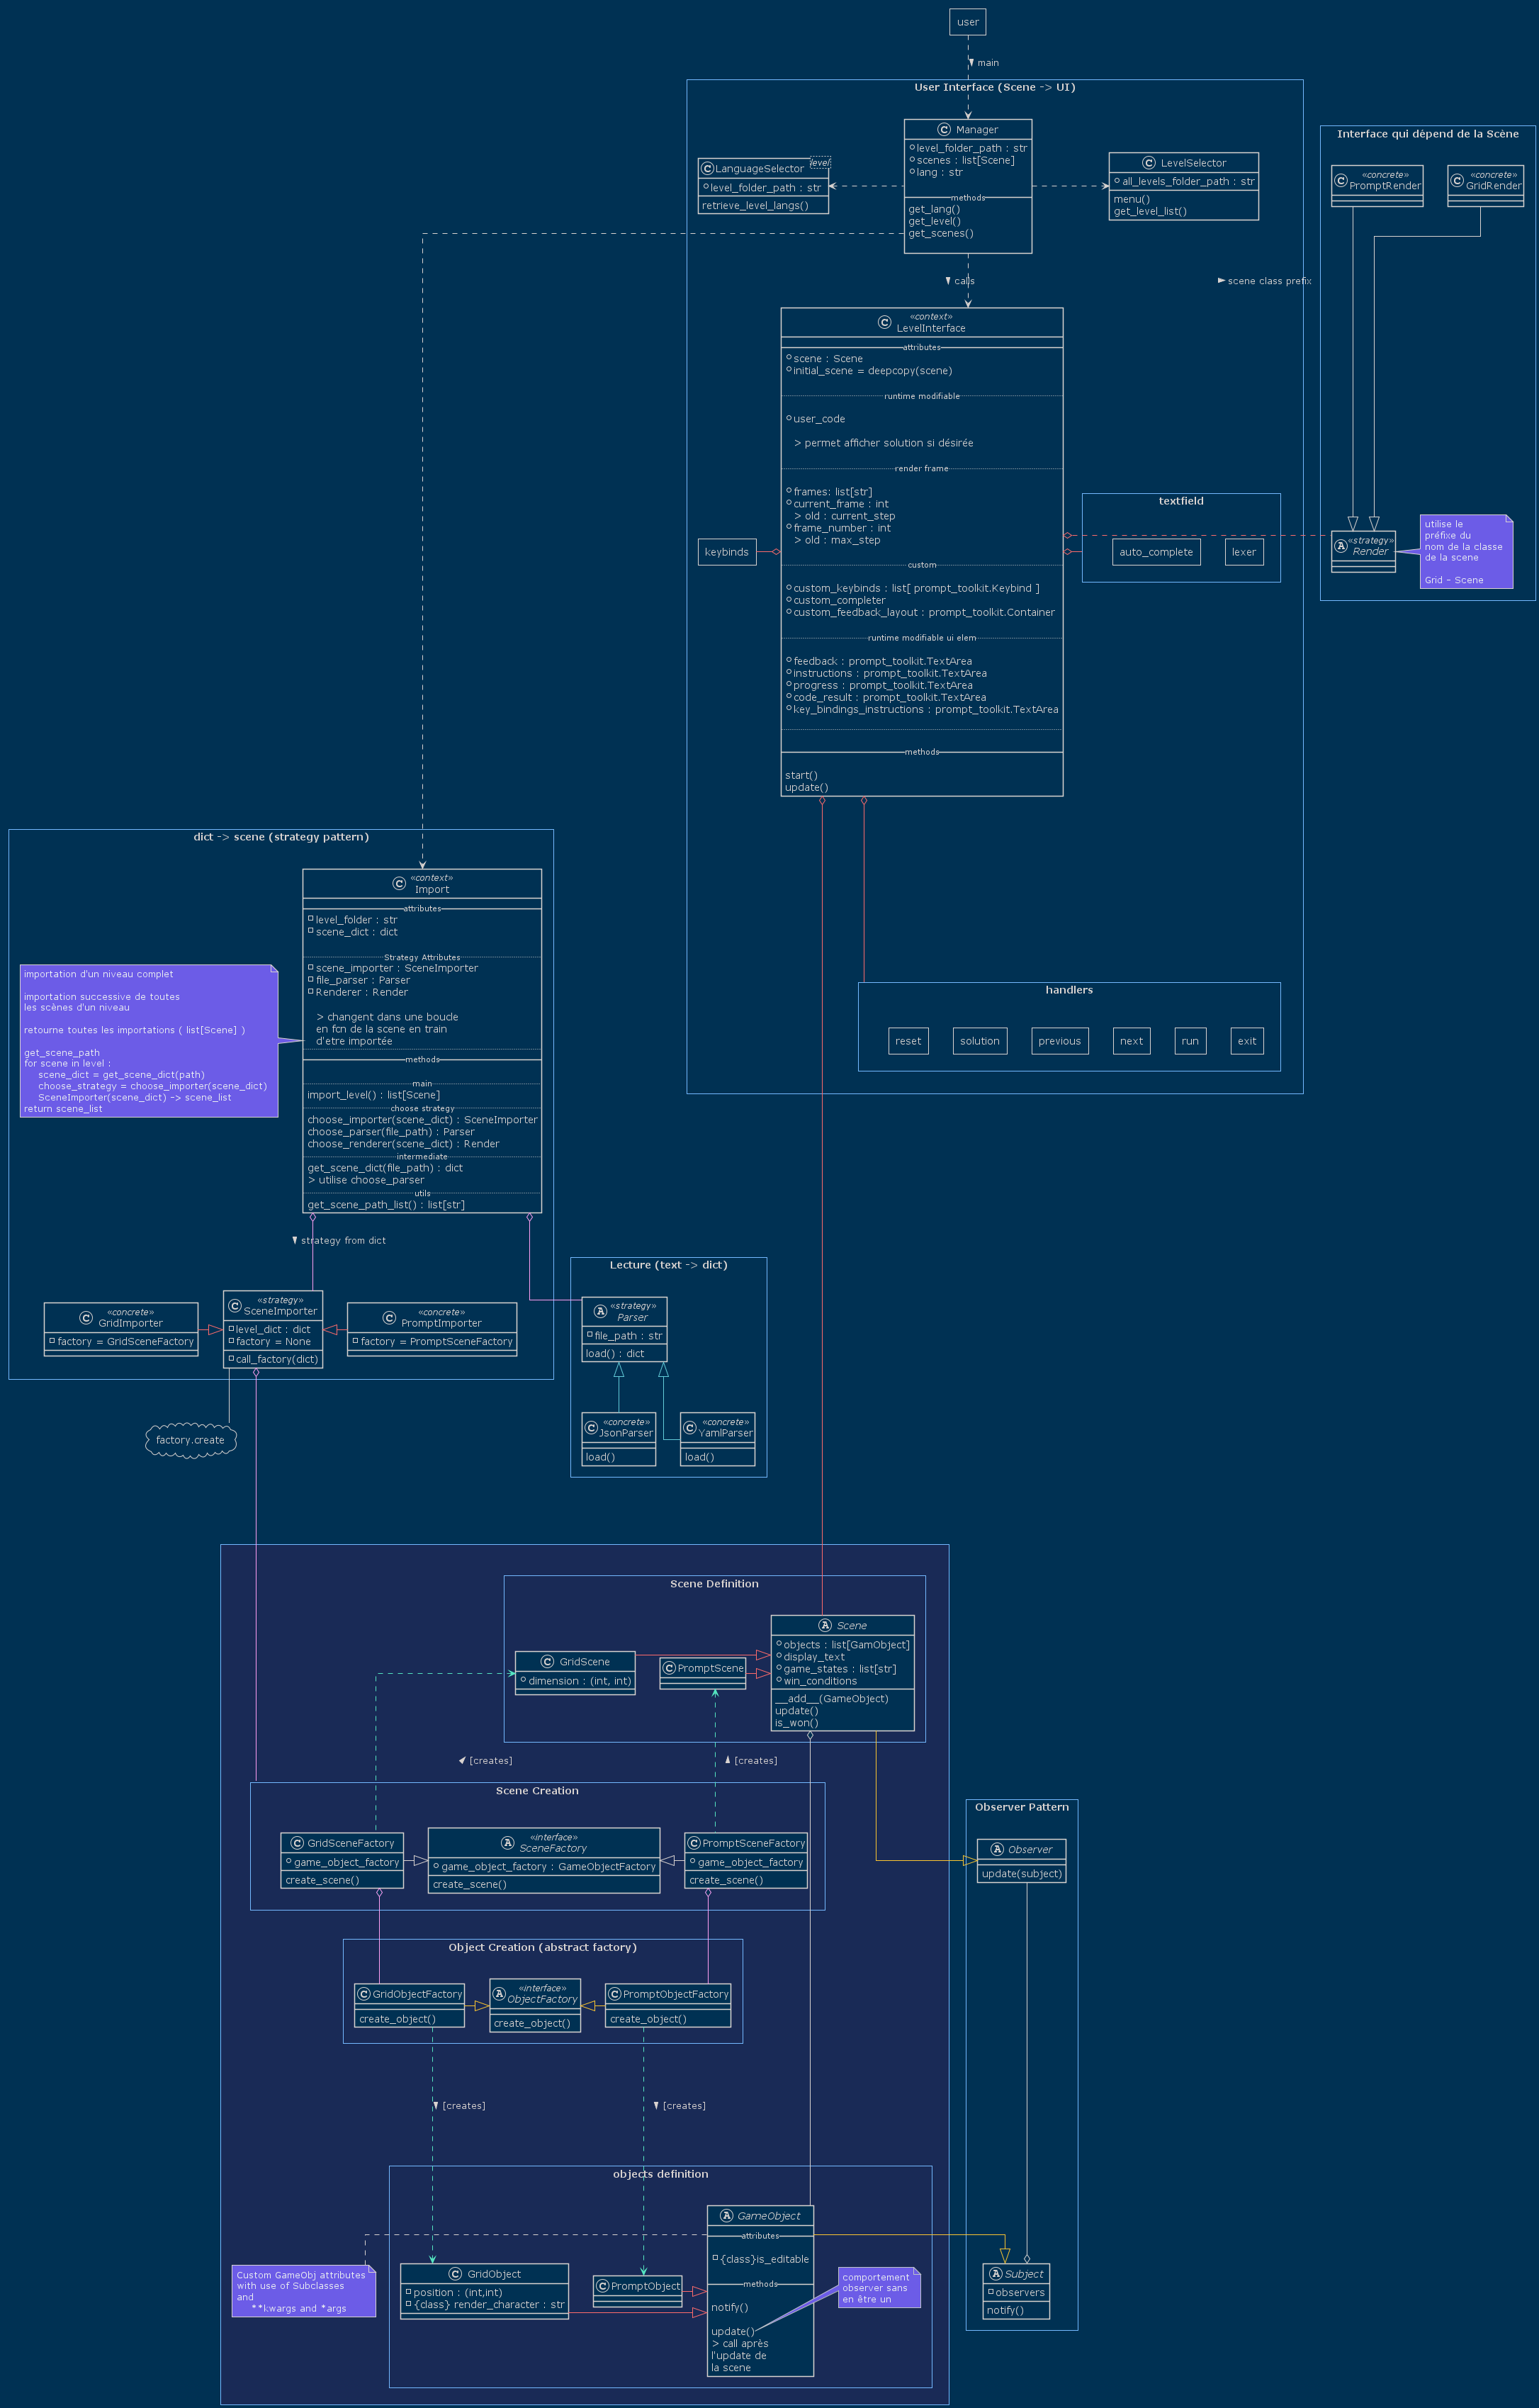 user
main
User Interface (Scene -> UI)
C Manager
level_folder_path : str
scenes : list[Scene]
lang : str
methods
get_lang()
get_level()
get_scenes()
C LanguageSelector
level
level_folder_path : str
retrieve_level_langs()
C LevelSelector
all_levels_folder_path : str
menu()
get_level_list()
Interface qui dépend de la Scène
C «concrete»
PromptRender
C «concrete»
GridRender
calls
scene class prefix
C «context»
LevelInterface
attributes
scene : Scene
initial_scene = deepcopy(scene)
runtime modifiable
user_code
> permet afficher solution si désirée
render frame
frames: list[str]
current_frame : int
> old : current_step
frame_number : int
> old : max_step
custom
custom_keybinds : list[ prompt_toolkit.Keybind ]
custom_completer
custom_feedback_layout : prompt_toolkit.Container
runtime modifiable ui elem
feedback : prompt_toolkit.TextArea
instructions : prompt_toolkit.TextArea
progress : prompt_toolkit.TextArea
code_result : prompt_toolkit.TextArea
key_bindings_instructions : prompt_toolkit.TextArea
methods
start()
update()
keybinds
textfield
auto_complete
lexer
A «strategy»
Render
utilise le
préfixe du
nom de la classe
de la scene
Grid - Scene
handlers
reset
solution
previous
next
run
exit
dict -> scene (strategy pattern)
C «context»
Import
attributes
level_folder : str
scene_dict : dict
Strategy Attributes
scene_importer : SceneImporter
file_parser : Parser
Renderer : Render
> changent dans une boucle
en fcn de la scene en train
d'etre importée
methods
main
import_level() : list[Scene]
choose strategy
choose_importer(scene_dict) : SceneImporter
choose_parser(file_path) : Parser
choose_renderer(scene_dict) : Render
intermediate
get_scene_dict(file_path) : dict
> utilise choose_parser
utils
get_scene_path_list() : list[str]
importation d'un niveau complet
importation successive de toutes
les scènes d'un niveau
retourne toutes les importations ( list[Scene] )
get_scene_path
for scene in level :
scene_dict = get_scene_dict(path)
choose_strategy = choose_importer(scene_dict)
SceneImporter(scene_dict) -> scene_list
return scene_list
strategy from dict
C «concrete»
GridImporter
factory = GridSceneFactory
C «strategy»
SceneImporter
level_dict : dict
factory = None
call_factory(dict)
C «concrete»
PromptImporter
factory = PromptSceneFactory
factory.create
Lecture (text -> dict)
A «strategy»
Parser
file_path : str
load() : dict
C «concrete»
JsonParser
load()
C «concrete»
YamlParser
load()
Scene Definition
C GridScene
dimension : (int, int)
C PromptScene
A Scene
objects : list[GamObject]
display_text
game_states : list[str]
win_conditions
__add__(GameObject)
update()
is_won()
[creates]
[creates]
Scene Creation
C GridSceneFactory
game_object_factory
create_scene()
A «interface»
SceneFactory
game_object_factory : GameObjectFactory
create_scene()
C PromptSceneFactory
game_object_factory
create_scene()
Observer Pattern
A Observer
update(subject)
Object Creation (abstract factory)
C GridObjectFactory
create_object()
A «interface»
ObjectFactory
create_object()
C PromptObjectFactory
create_object()
[creates]
[creates]
objects definition
A GameObject
attributes
{class}is_editable
methods
notify()
update()
> call après
l'update de
la scene
C GridObject
position : (int,int)
{class} render_character : str
C PromptObject
comportement
observer sans
en être un
Custom GameObj attributes
with use of Subclasses
and
**kwargs and *args
A Subject
observers
notify()